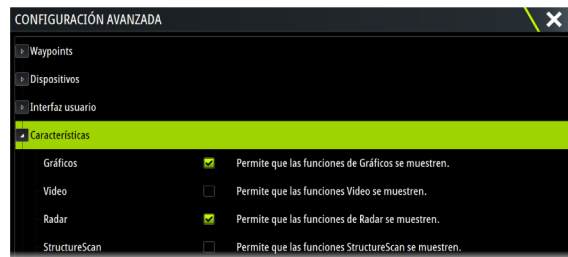 CONFIGURACIÓN AVANZADA
Waypoints
Dispositivos
Interfaz usuario
Características
Gráficos Permite que las funciones de Gráficos se muestren.
Video Permite que las funciones Video se muestren.
Radar Permite que las funciones de Radar se muestren.
StructureScan Permite que las funciones StructureScan se muestren.